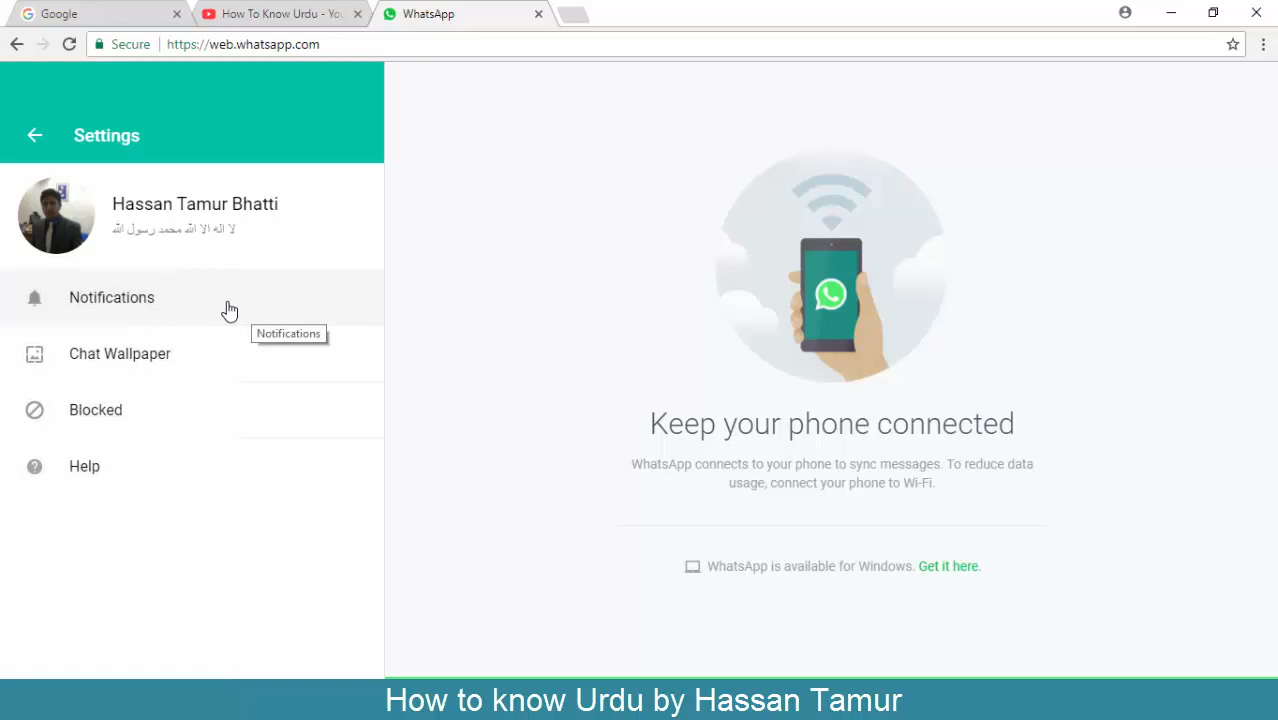 Google
How To Know Urdu - You
WhatsApp
Secure
https://web.whatsapp.com
Settings
Hassan Tamur Bhatti
لا اله الا الله محمد رسول الله
Notifications
Notifications
Chat Wallpaper
Blocked
Help
Keep your phone connected
WhatsApp connects to your phone to sync messages. To reduce data
usage, connect your phone to Wi-Fi.
WhatsApp is available for Windows. Get it here.
How to know Urdu by Hassan Tamur